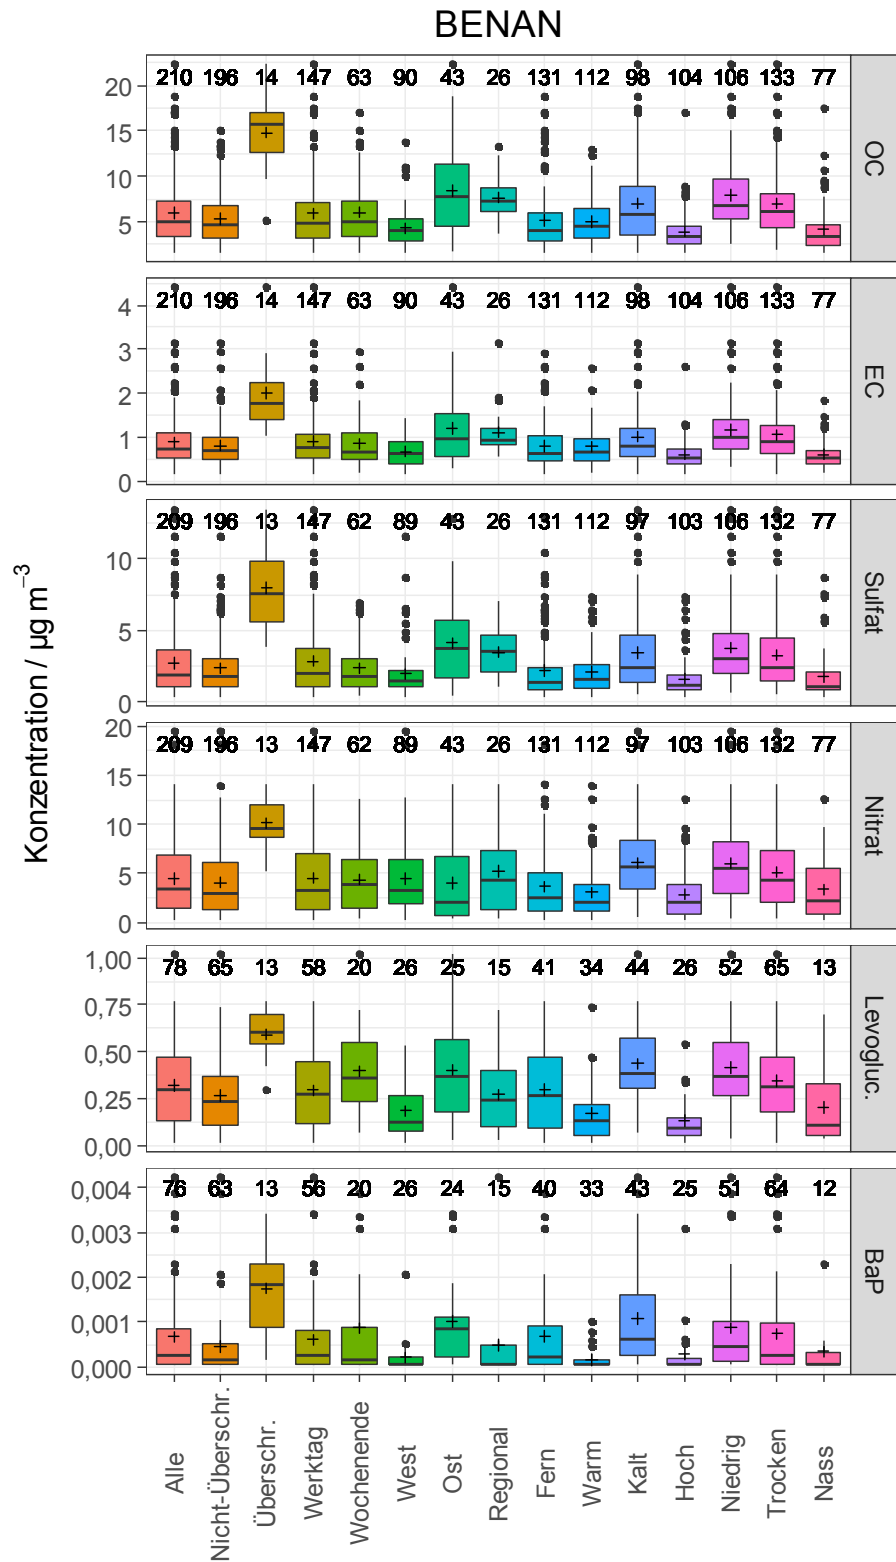 BENAN
Konzentration / µg m⁻³
20
15
10
5
210 196 14 147 63 90 43 26 131 112 98 104 106 133 77
OC
4
3
2
1
0
210 196 14 147 63 90 43 26 131 112 98 104 106 133 77
EC
10
5
0
209 196 13 147 62 89 43 26 131 112 97 103 106 132 77
Sulfat
20
15
10
5
0
209 196 13 147 62 89 43 26 131 112 97 103 106 132 77
Nitrat
1,00
0,75
0,50
0,25
0,00
78 65 13 58 20 26 25 15 41 34 44 26 52 65 13
Levogluc.
0,004
0,003
0,002
0,001
0,000
76 63 13 56 20 26 24 15 40 33 43 25 51 64 12
BaP
Alle
Nicht-Überschr.
Überschr.
Werktag
Wochenende
West
Ost
Regional
Fern
Warm
Kalt
Hoch
Niedrig
Trocken
Nass